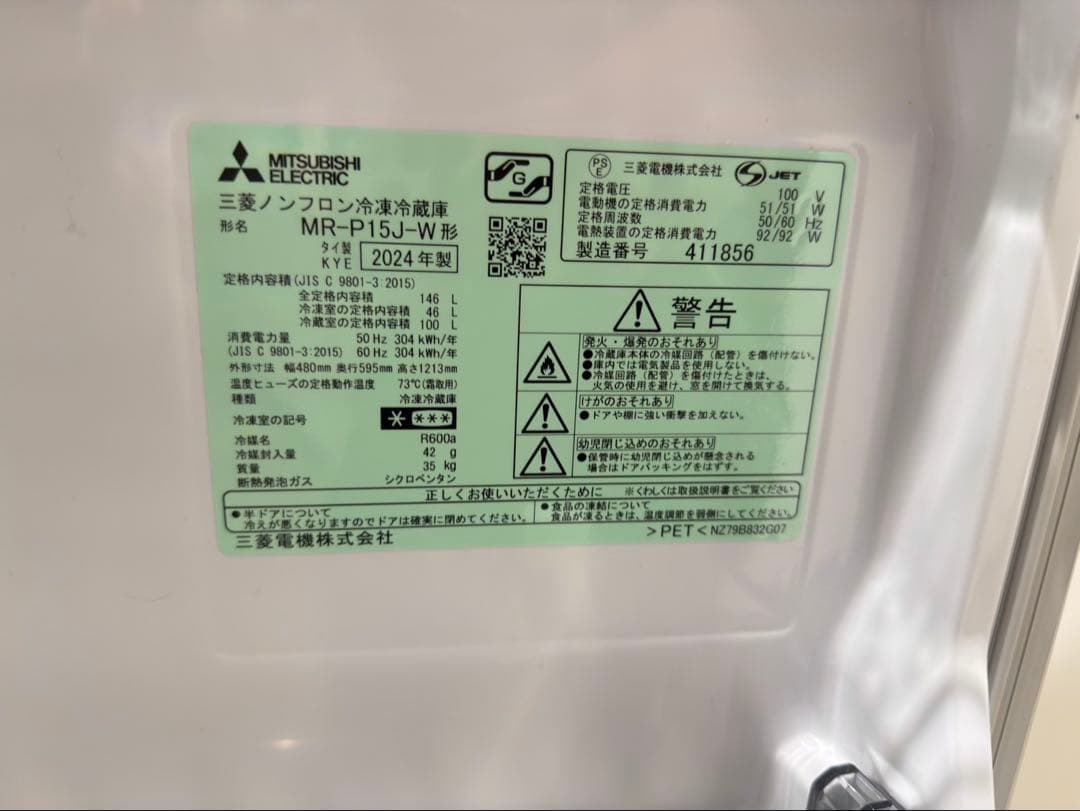 MITSUBISHI
ELECTRIC
三菱ノンフロン冷凍冷蔵庫
形名 MR-P15J-W形
タイ製
KYE 2024年製
定格内容積(JIS C 9801-3:2015)
全定格内容積 146 L
冷凍室の定格内容積 46 L
冷蔵室の定格内容積 100 L
消費電力量 50 Hz 304 kWh/年
(JIS C 9801-3:2015) 60 Hz 304 kWh/年
外形寸法 幅480mm 奥行595mm 高さ1213mm
温度ヒューズの定格動作温度 73℃(霜取用)
種類 冷凍冷蔵庫
冷凍室の記号
冷媒名 R600a
冷媒封入量 42 g
質量 35 kg
断熱発泡ガス シクロペンタン
G
PS
E 三菱電機株式会社 JET
定格電圧 100 V
電動機の定格消費電力 51/51 W
定格周波数 50/60 Hz
電熱装置の定格消費電力 92/92 W
製造番号 411856
警告
発火・爆発のおそれあり
●冷蔵庫本体の冷媒回路(配管)を傷付けない。
●庫内では電気製品を使用しない。
●冷媒回路(配管)を傷付けたときは、
火気の使用を避け、窓を開けて換気する。
けがのおそれあり
●ドアや棚に強い衝撃を加えない。
幼児閉じ込めのおそれあり
●保管時に幼児閉じ込めが懸念される
場合はドアパッキングをはずす。
正しくお使いいただくために ※くわしくは取扱説明書をご覧ください
●半ドアについて
冷えが悪くなりますのでドアは確実に閉めてください。
●食品の凍結について
食品が凍るときは、温度調節を弱側にしてください。
三菱電機株式会社
>PET< NZ79B832G07